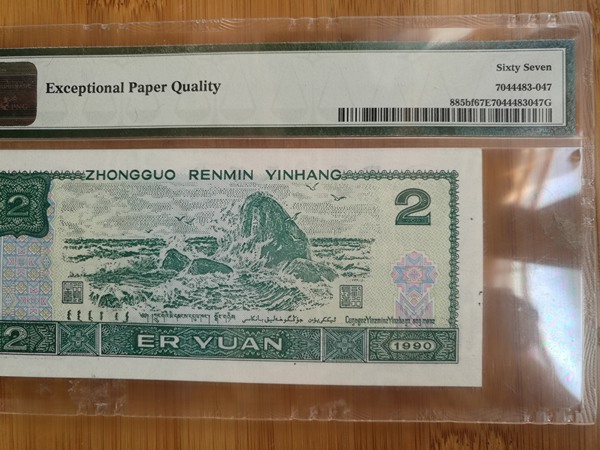 Exceptional Paper Quality
Sixty Seven
7044483-047
885bf67E7044483047G
ZHONGGUO RENMIN YINHANG
2
2
2
ER YUAN
1990